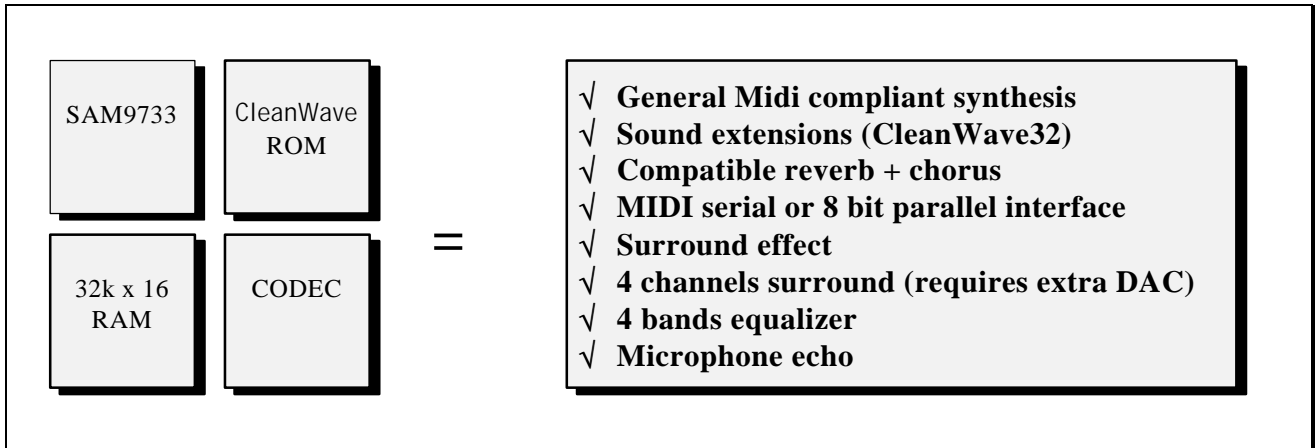 SAM9733
CleanWave
ROM
32k x 16
RAM
CODEC
=
√ General Midi compliant synthesis
√ Sound extensions (CleanWave32)
√ Compatible reverb + chorus
√ MIDI serial or 8 bit parallel interface
√ Surround effect
√ 4 channels surround (requires extra DAC)
√ 4 bands equalizer
√ Microphone echo